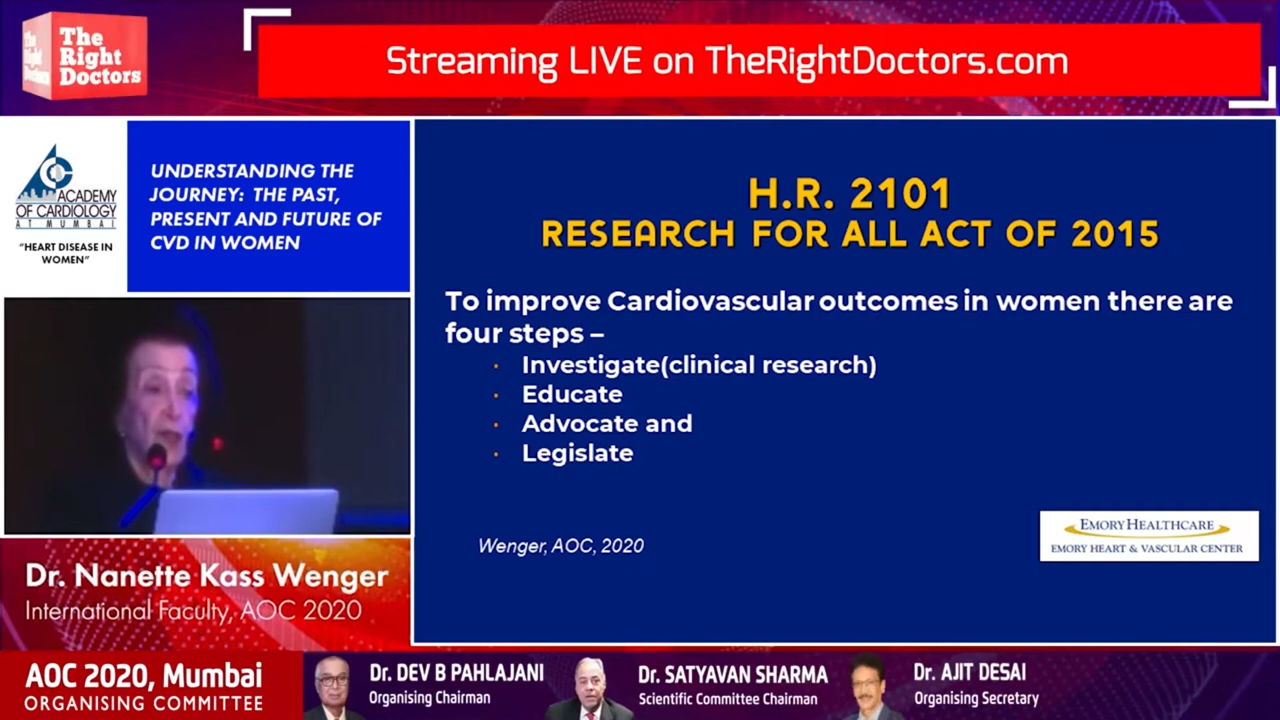 The
Right
Doctors
Streaming LIVE on TheRightDoctors.com
ACADEMY
OF CARDIOLOGY
AT MUMBAI
"HEART DISEASE IN
WOMEN"
UNDERSTANDING THE
JOURNEY: THE PAST,
PRESENT AND FUTURE OF
CVD IN WOMEN
H.R. 2101
RESEARCH FOR ALL ACT OF 2015
To improve Cardiovascular outcomes in women there are
four steps –
· Investigate(clinical research)
· Educate
· Advocate and
· Legislate
Wenger, AOC, 2020
EMORY HEALTHCARE
EMORY HEART & VASCULAR CENTER
Dr. Nanette Kass Wenger
International Faculty, AOC 2020
AOC 2020, Mumbai
ORGANISING COMMITTEE
Dr. DEV B PAHLAJANI
Organising Chairman
Dr. SATYAVAN SHARMA
Scientific Committee Chairman
Dr. AJIT DESAI
Organising Secretary